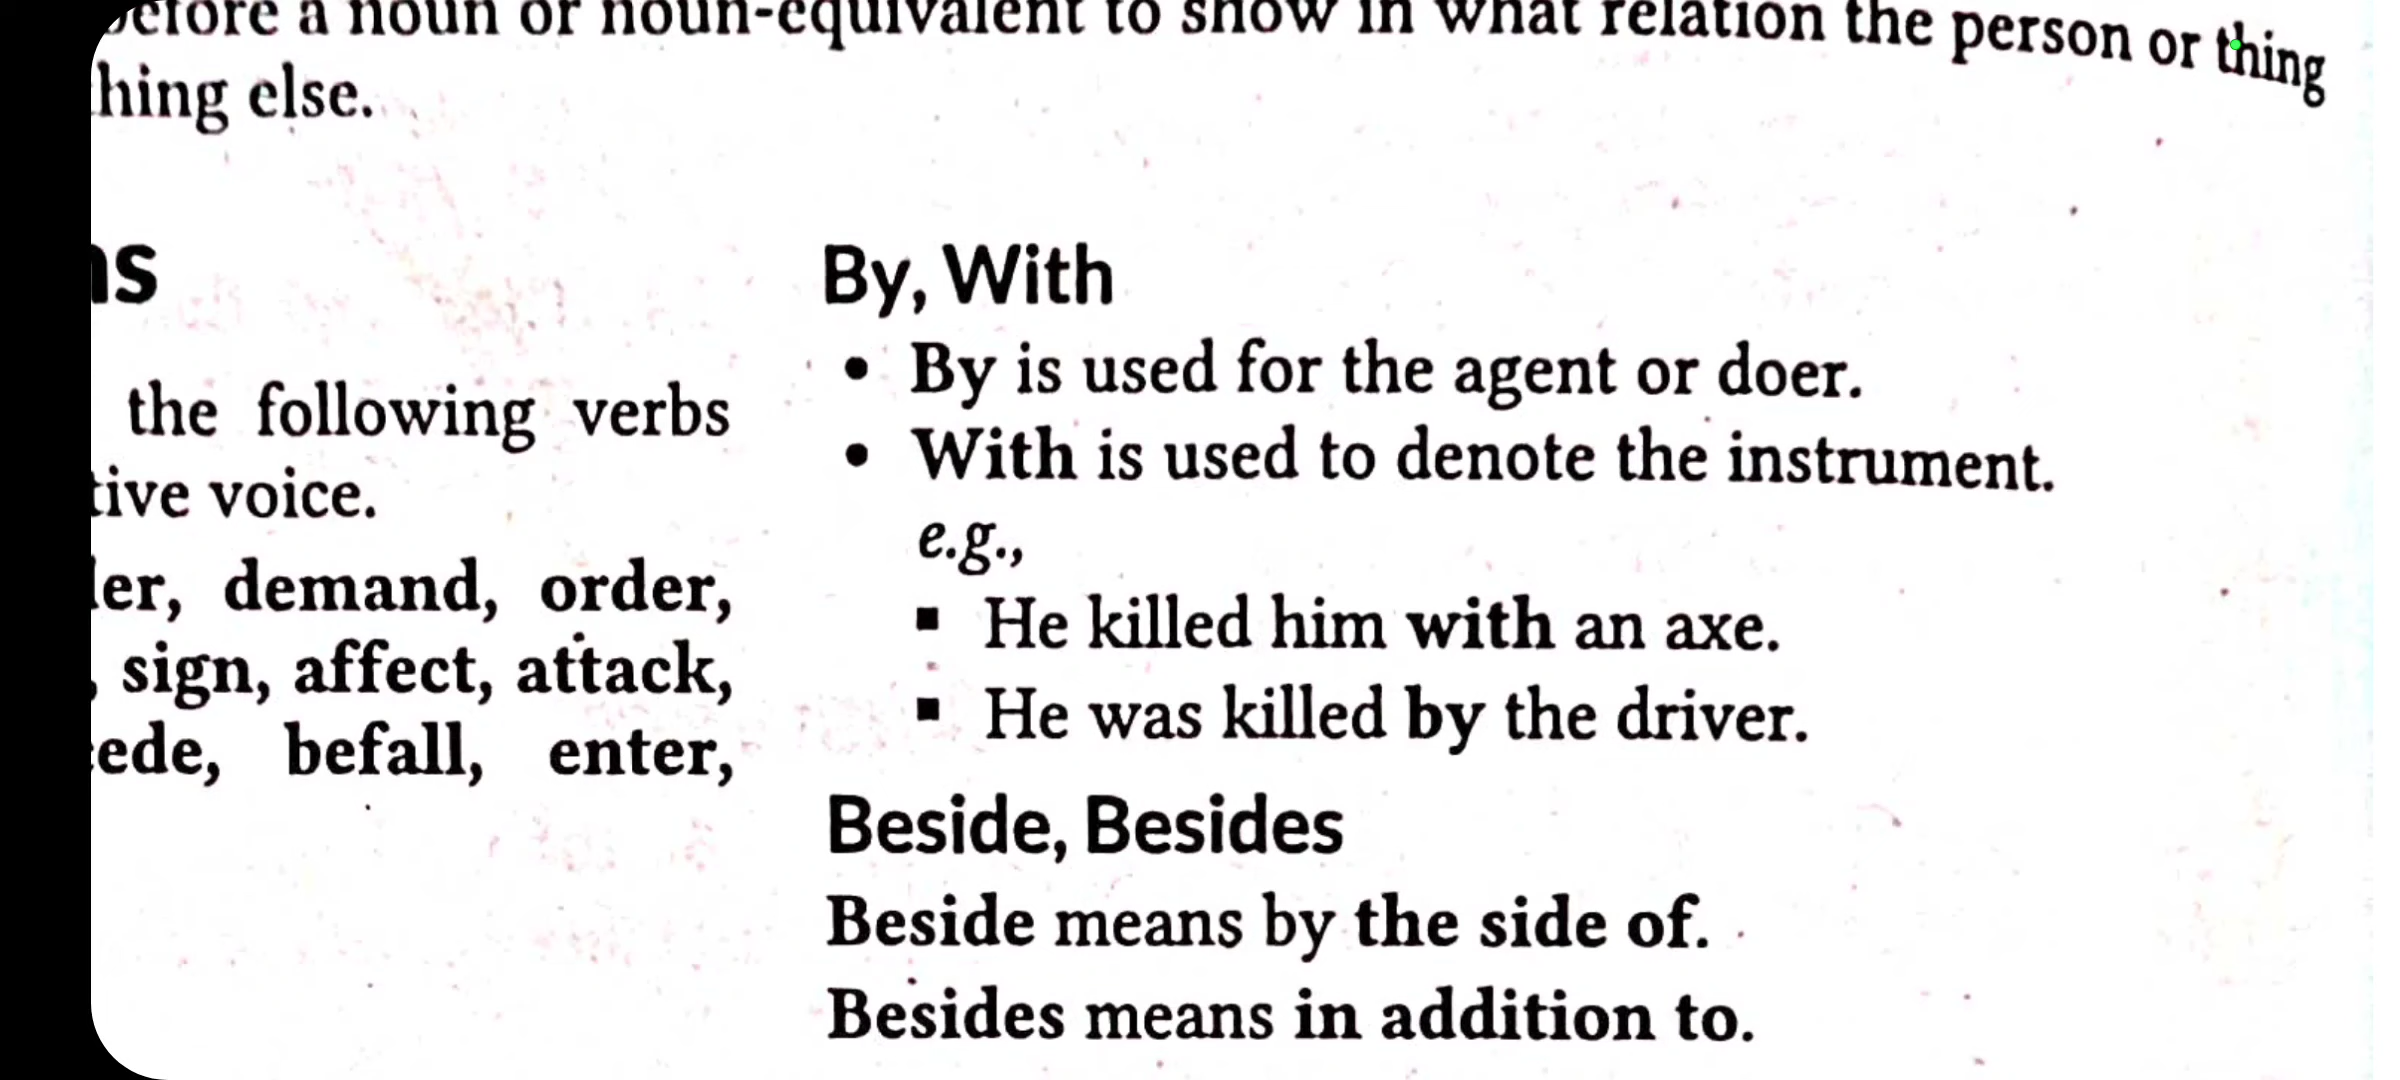 before a noun or noun-equivalent to show in what relation the person or thing
hing else.
ns
the following verbs
tive voice.
er, demand, order,
, sign, affect, attack,
ede, befall, enter,
By, With
• By is used for the agent or doer.
• With is used to denote the instrument.
e.g.,
▪ He killed him with an axe.
▪ He was killed by the driver.
Beside, Besides
Beside means by the side of.
Besides means in addition to.